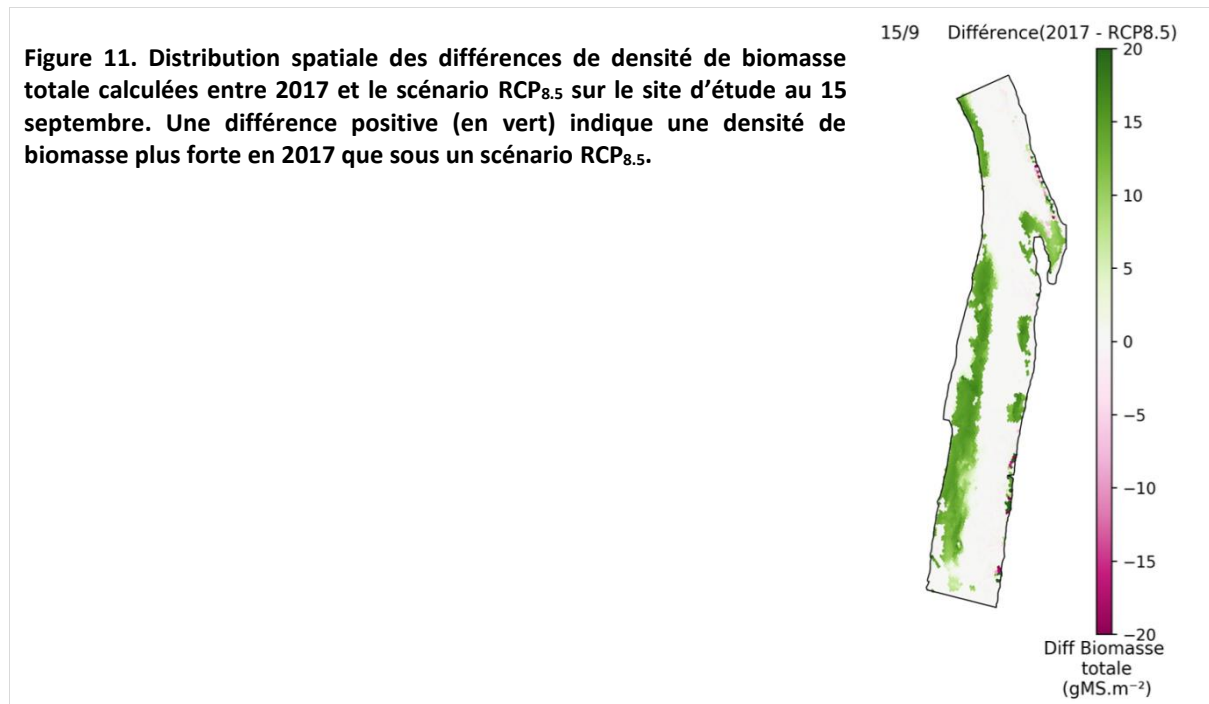 Figure 11. Distribution spatiale des différences de densité de biomasse
totale calculées entre 2017 et le scénario RCP8.5 sur le site d’étude au 15
septembre. Une différence positive (en vert) indique une densité de
biomasse plus forte en 2017 que sous un scénario RCP8.5.
15/9 Différence(2017 - RCP8.5)
20
15
10
5
0
−5
−10
−15
−20
Diff Biomasse
totale
(gMS.m⁻²)